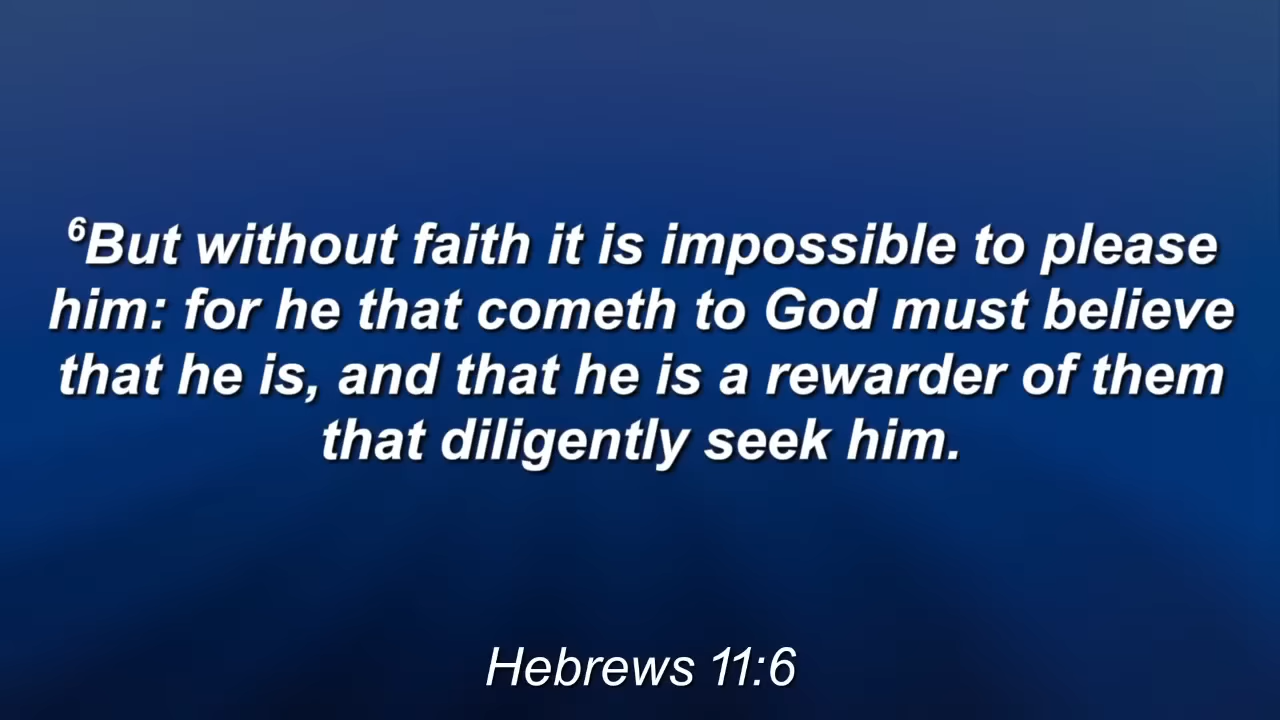 ⁶But without faith it is impossible to please
him: for he that cometh to God must believe
that he is, and that he is a rewarder of them
that diligently seek him.
Hebrews 11:6